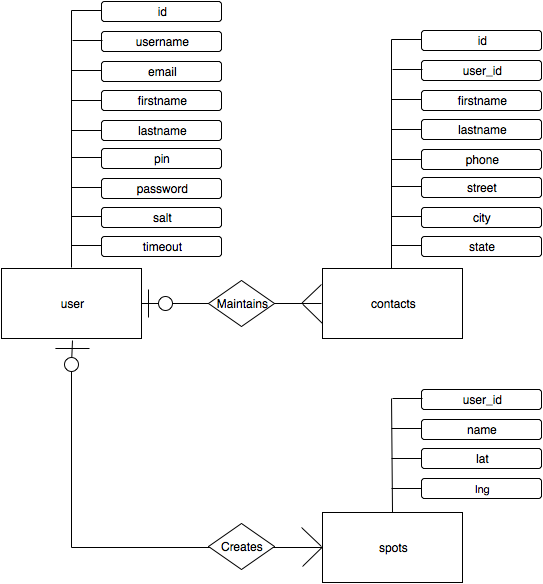 id
username
email
firstname
lastname
pin
password
salt
timeout
user
Maintains
id
user_id
firstname
lastname
phone
street
city
state
contacts
user_id
name
lat
lng
Creates
spots